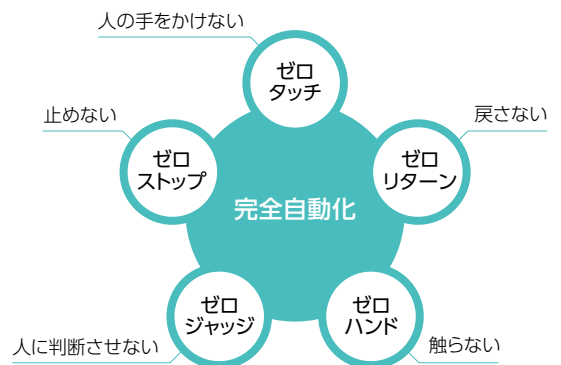 人の手をかけない
ゼロ
タッチ
止めない
戻さない
ゼロ
ストップ
ゼロ
リターン
完全自動化
ゼロ
ジャッジ
ゼロ
ハンド
人に判断させない
触らない